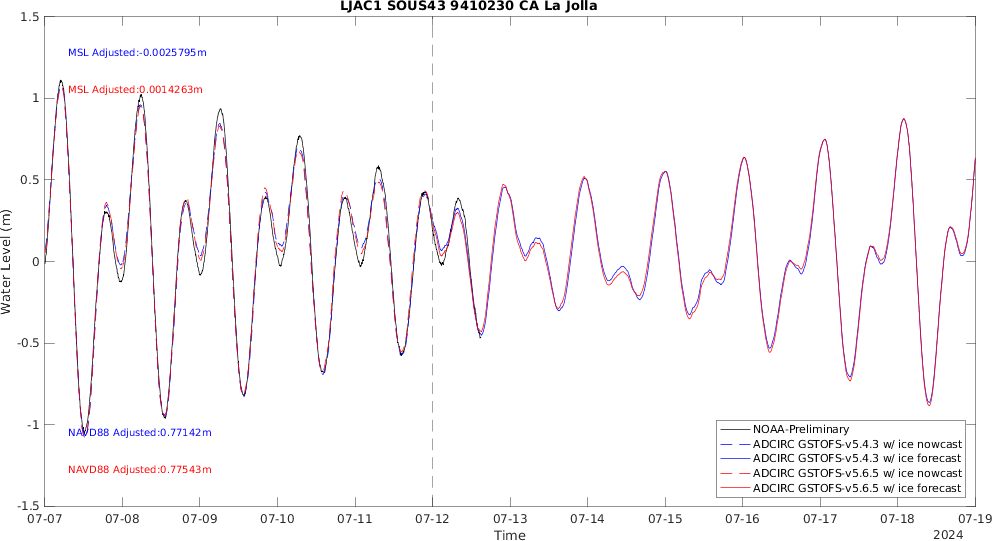 LJAC1 SOUS43 9410230 CA La Jolla
1.5
1
0.5
0
-0.5
-1
-1.5
Water Level (m)
MSL Adjusted:-0.0025795m
MSL Adjusted:0.0014263m
NAVD88 Adjusted:0.77142m
NAVD88 Adjusted:0.77543m
NOAA-Preliminary
ADCIRC GSTOFS-v5.4.3 w/ ice nowcast
ADCIRC GSTOFS-v5.4.3 w/ ice forecast
ADCIRC GSTOFS-v5.6.5 w/ ice nowcast
ADCIRC GSTOFS-v5.6.5 w/ ice forecast
07-07 07-08 07-09 07-10 07-11 07-12 07-13 07-14 07-15 07-16 07-17 07-18 07-19
Time
2024